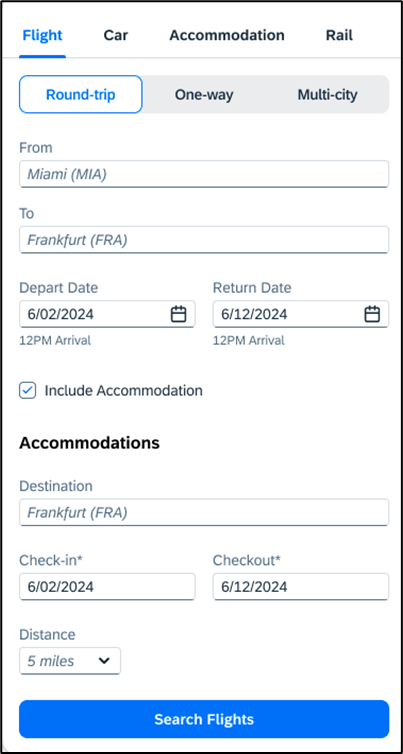 Flight Car Accommodation Rail
Round-trip One-way Multi-city
From
Miami (MIA)
To
Frankfurt (FRA)
Depart Date Return Date
6/02/2024 6/12/2024
12PM Arrival 12PM Arrival
Include Accommodation
Accommodations
Destination
Frankfurt (FRA)
Check-in* Checkout*
6/02/2024 6/12/2024
Distance
5 miles
Search Flights